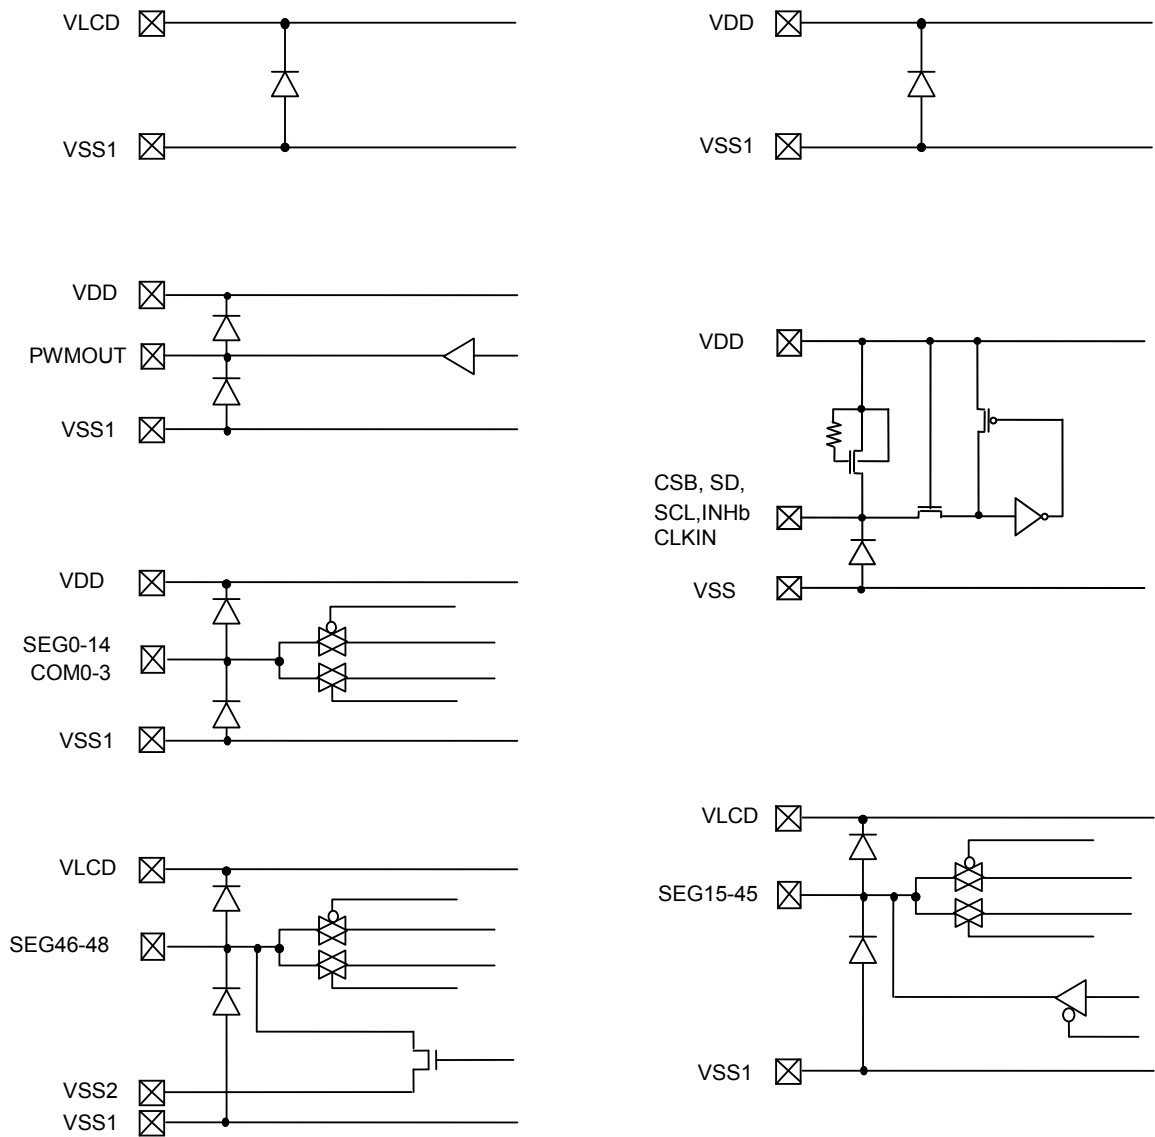 VLCD
VSS1
VDD
VSS1
VDD
PWMOUT
VSS1
VDD
CSB, SD,
SCL,INHb
CLKIN
VSS
VDD
SEG0-14
COM0-3
VSS1
VLCD
SEG46-48
VSS2
VSS1
VLCD
SEG15-45
VSS1